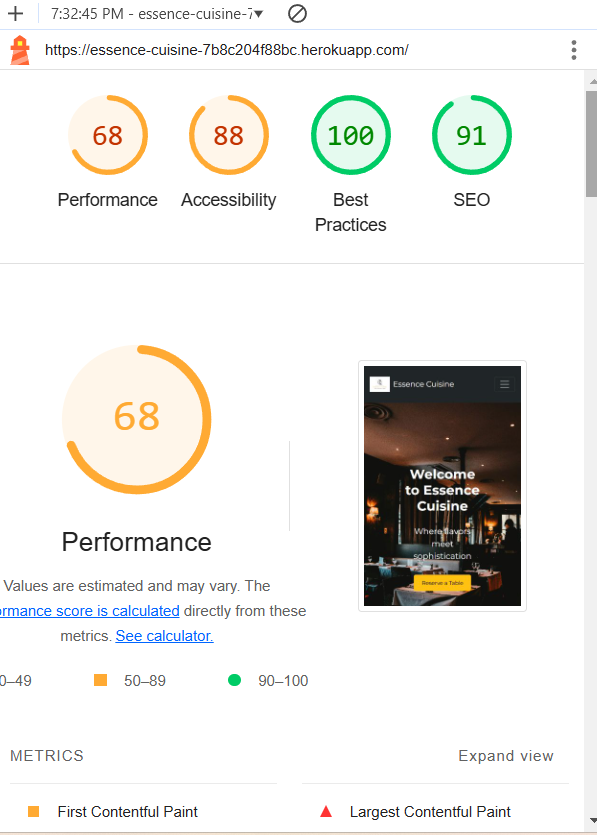 7:32:45 PM - essence-cuisine-7
https://essence-cuisine-7b8c204f88bc.herokuapp.com/
68 88 100 91
Performance Accessibility Best Practices SEO
68
Essence Cuisine
Welcome
to Essence
Cuisine
Where flavors
meet
sophistication
Reserve a Table
Performance
Values are estimated and may vary. The
ormance score is calculated directly from these
metrics. See calculator.
0–49 50–89 90–100
METRICS Expand view
First Contentful Paint Largest Contentful Paint